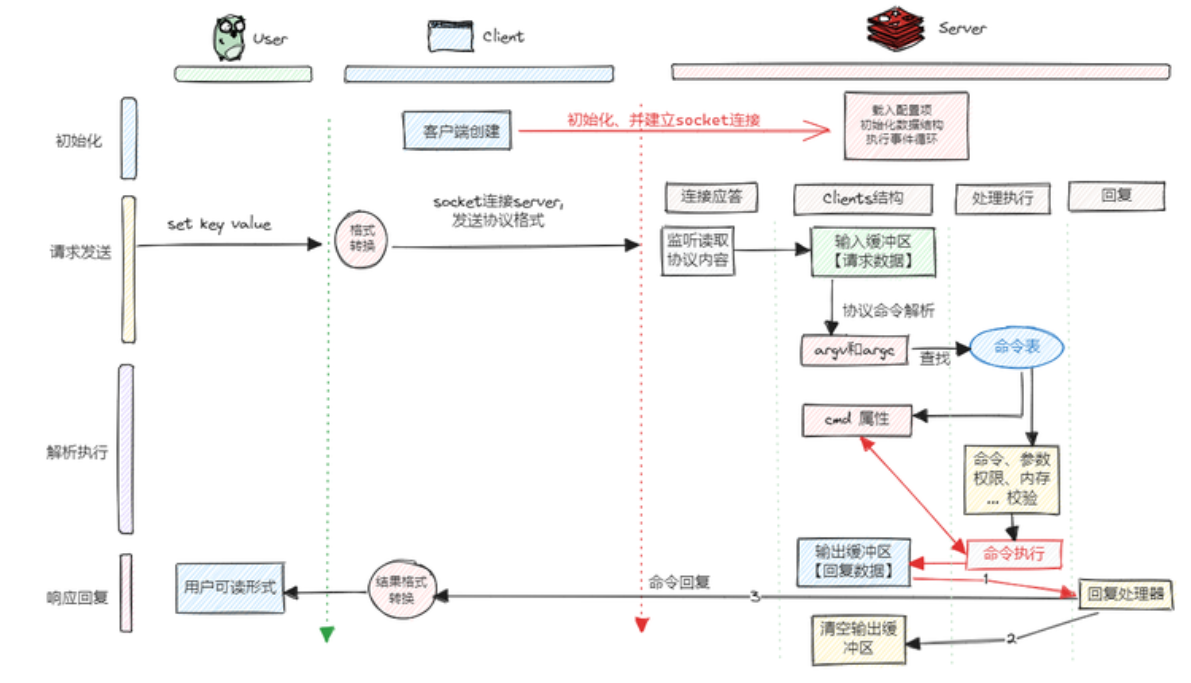 User
Client
Server
初始化
客户端创建
初始化、并建立socket连接
载入配置项
初始化数据结构
执行事件循环
连接应答
Clients结构
处理执行
回复
请求发送
set key value
格式
转换
socket连接server,
发送协议格式
监听读取
协议内容
输入缓冲区
【请求数据】
协议命令解析
argv和argc
查找
命令表
解析执行
cmd 属性
命令、参数
权限、内存
... 校验
命令执行
输出缓冲区
【回复数据】
1
响应回复
用户可读形式
结果格式
转换
命令回复
3
回复处理器
清空输出缓
冲区
2